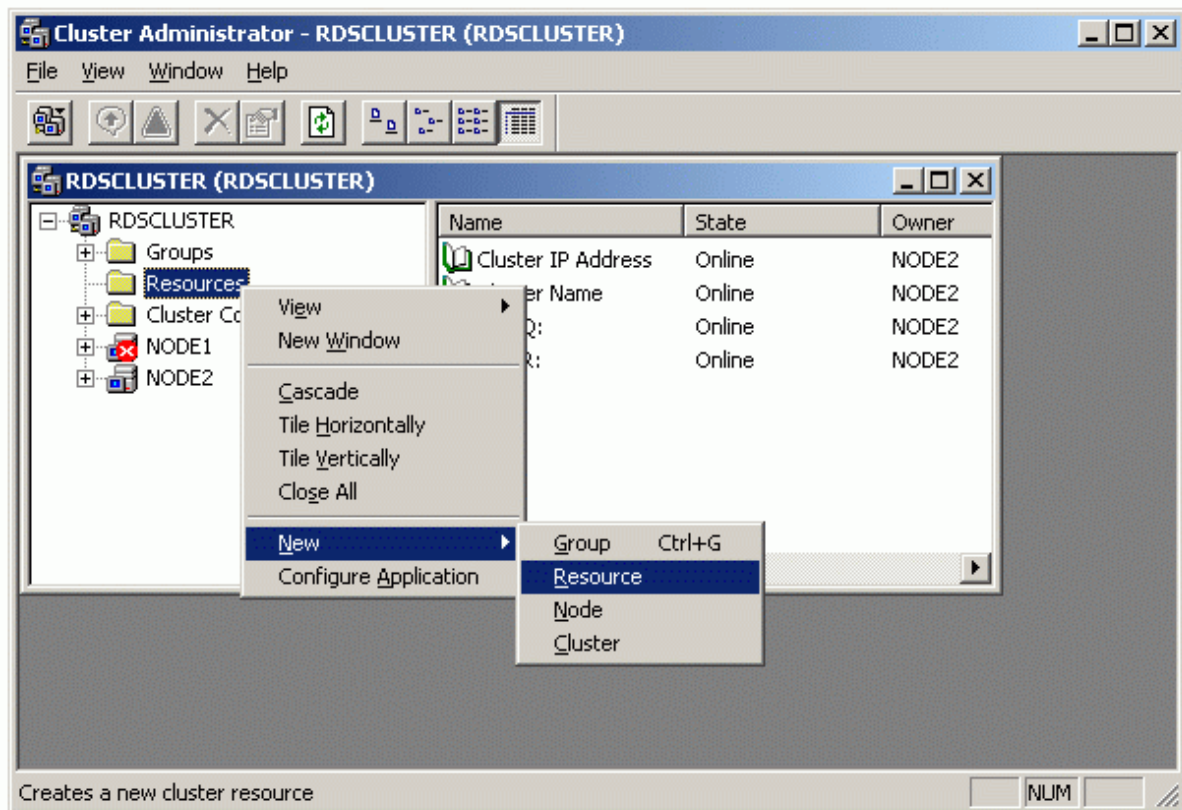 Cluster Administrator - RDSCLUSTER (RDSCLUSTER)
File View Window Help
RDSCLUSTER (RDSCLUSTER)
RDSCLUSTER
Groups
Resources
Cluster Co
NODE1
NODE2
Name State Owner
Cluster IP Address Online NODE2
er Name Online NODE2
Q: Online NODE2
R: Online NODE2
View
New Window
Cascade
Tile Horizontally
Tile Vertically
Close All
New
Configure Application
Group Ctrl+G
Resource
Node
Cluster
Creates a new cluster resource
NUM